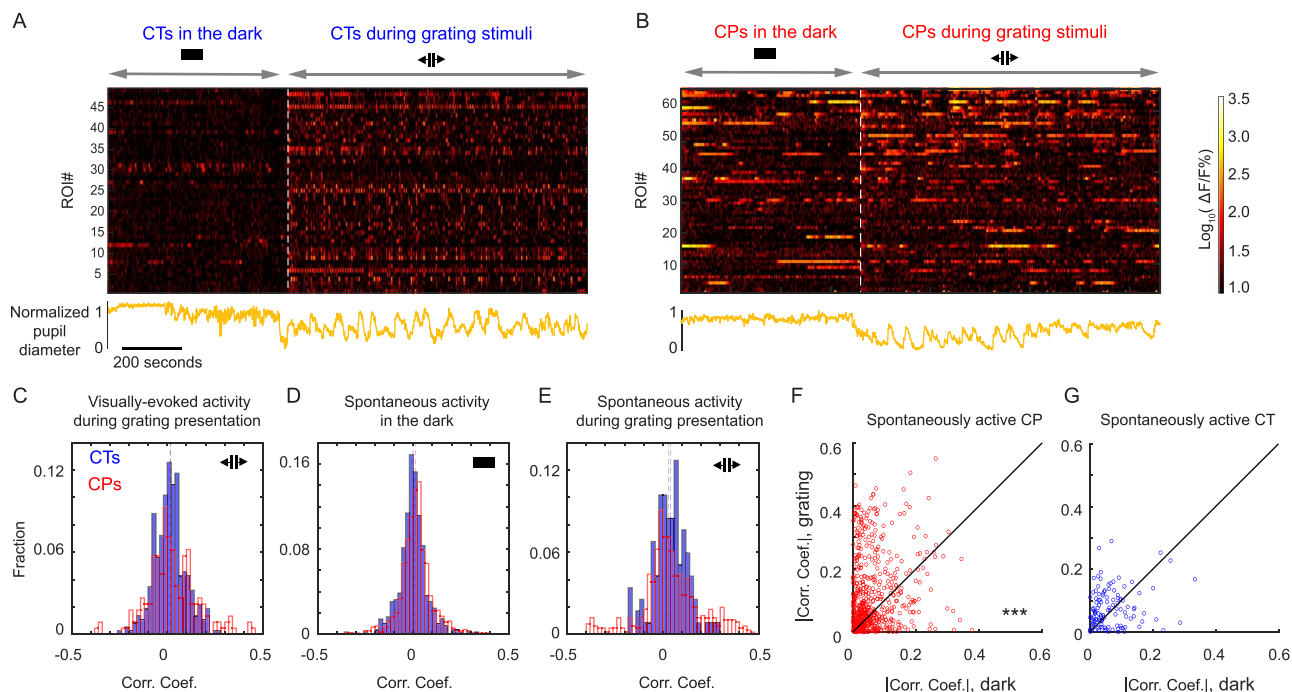 A
CTs in the dark
CTs during grating stimuli
ROI#
45
40
35
30
25
20
15
10
5
Normalized
pupil
diameter
1
0
200 seconds
B
CPs in the dark
CPs during grating stimuli
ROI#
60
50
40
30
20
10
1
0
3.5
3.0
2.5
2.0
1.5
1.0
Log10( ΔF/F%)
C
Visually-evoked activity
during grating presentation
CTs
CPs
Fraction
0.12
0.06
0
-0.5
0
0.5
Corr. Coef.
D
Spontaneous activity
in the dark
0.16
0.08
0
-0.5
0
0.5
Corr. Coef.
E
Spontaneous activity
during grating presentation
0.12
0.06
0
-0.5
0
0.5
Corr. Coef.
F
Spontaneously active CP
|Corr. Coef.|, grating
0.6
0.4
0.2
0
***
0
0.2
0.4
0.6
|Corr. Coef.|, dark
G
Spontaneously active CT
0.6
0.4
0.2
0
0
0.2
0.4
0.6
|Corr. Coef.|, dark